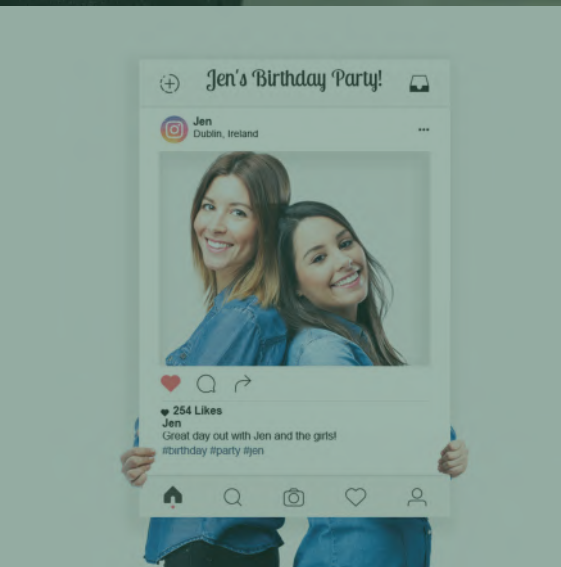 Jen's Birthday Party!
Jen
Dublin, Ireland
254 Likes
Jen
Great day out with Jen and the girls!
#birthday #party #jen